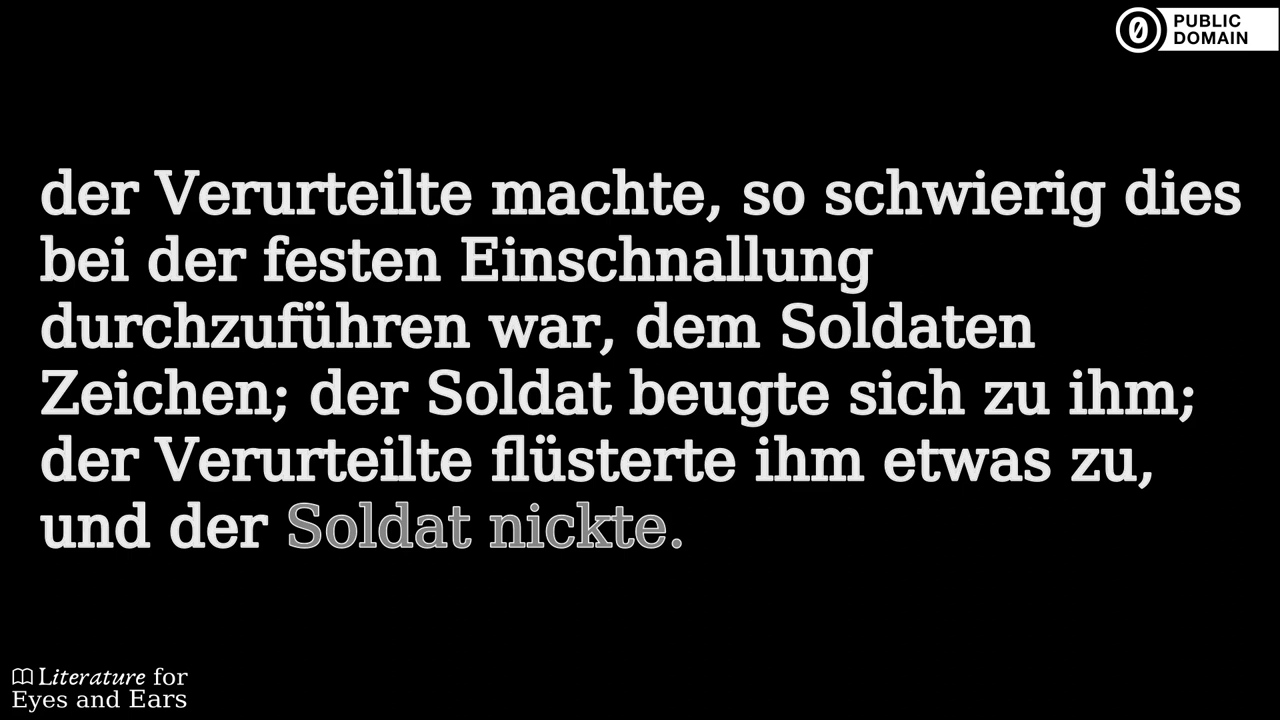 PUBLIC
DOMAIN
der Verurteilte machte, so schwierig dies
bei der festen Einschnallung
durchzuführen war, dem Soldaten
Zeichen; der Soldat beugte sich zu ihm;
der Verurteilte flüsterte ihm etwas zu,
und der Soldat nickte.
Literature for
Eyes and Ears